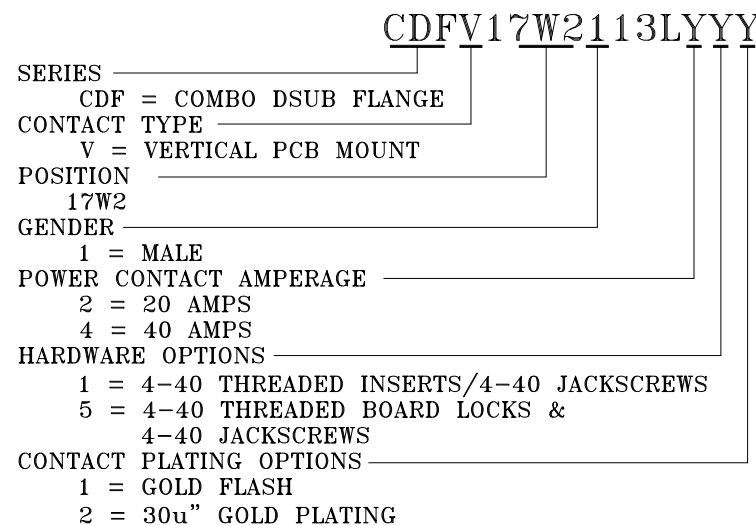 CDFV17W2113LYYY
SERIES
CDF = COMBO DSUB FLANGE
CONTACT TYPE
V = VERTICAL PCB MOUNT
POSITION
17W2
GENDER
1 = MALE
POWER CONTACT AMPERAGE
2 = 20 AMPS
4 = 40 AMPS
HARDWARE OPTIONS
1 = 4-40 THREADED INSERTS/4-40 JACKSCREWS
5 = 4-40 THREADED BOARD LOCKS &
4-40 JACKSCREWS
CONTACT PLATING OPTIONS
1 = GOLD FLASH
2 = 30u" GOLD PLATING